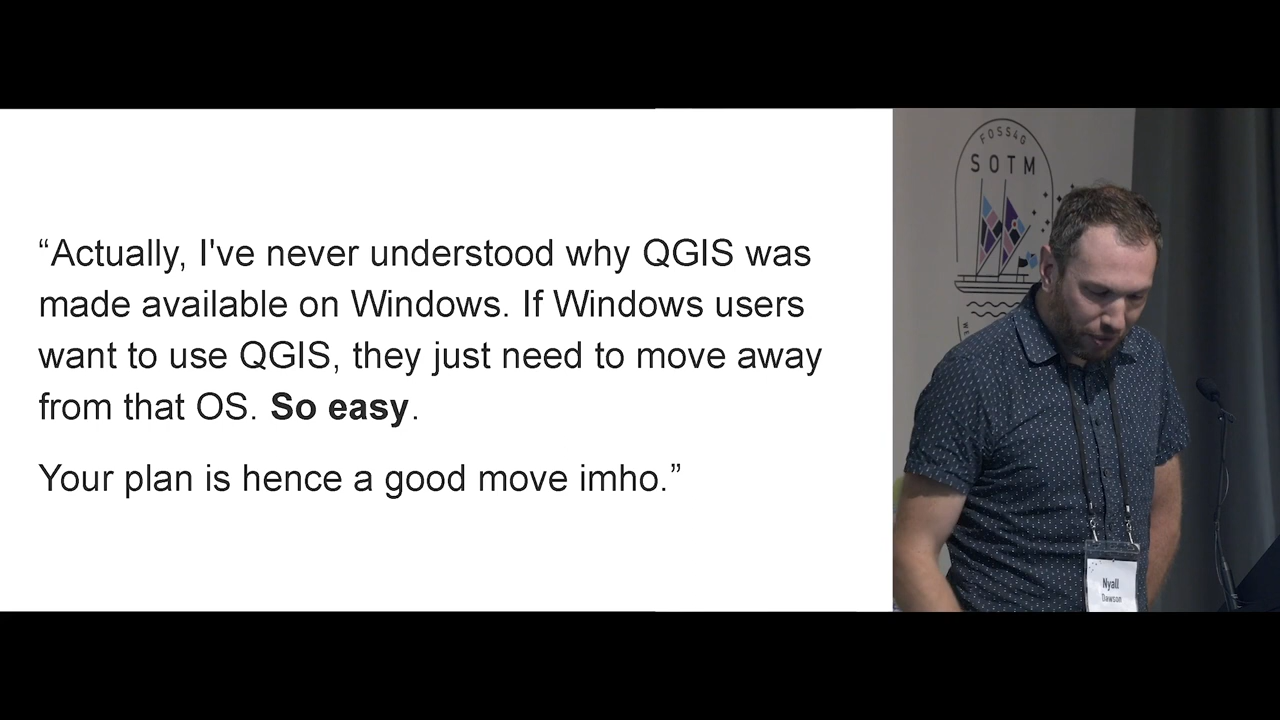 “Actually, I've never understood why QGIS was
made available on Windows. If Windows users
want to use QGIS, they just need to move away
from that OS. So easy.
Your plan is hence a good move imho.”
FOSS4G
SOTM
Nyall
Dawson